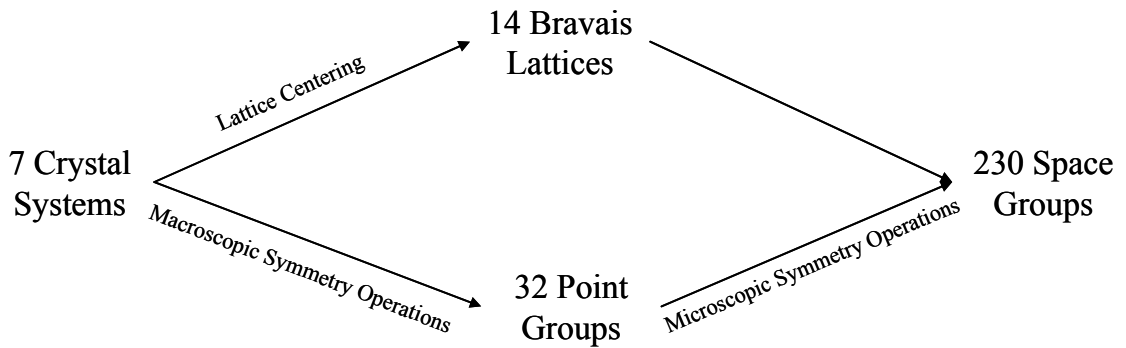 14 Bravais
Lattices
Lattice Centering
7 Crystal
Systems
230 Space
Groups
Macroscopic Symmetry Operations
Microscopic Symmetry Operations
32 Point
Groups